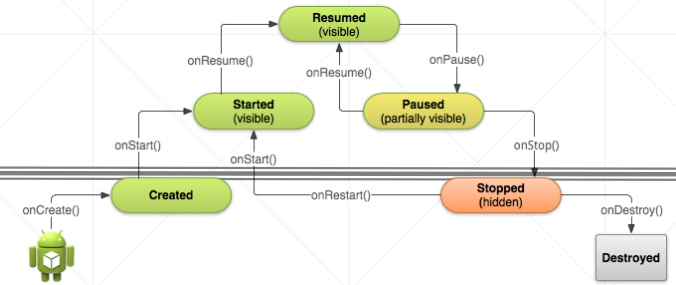 Resumed
(visible)
onResume()
onResume()
onPause()
Started
(visible)
Paused
(partially visible)
onStart()
onStart()
onStop()
Created
onRestart()
Stopped
(hidden)
onCreate()
onDestroy()
Destroyed